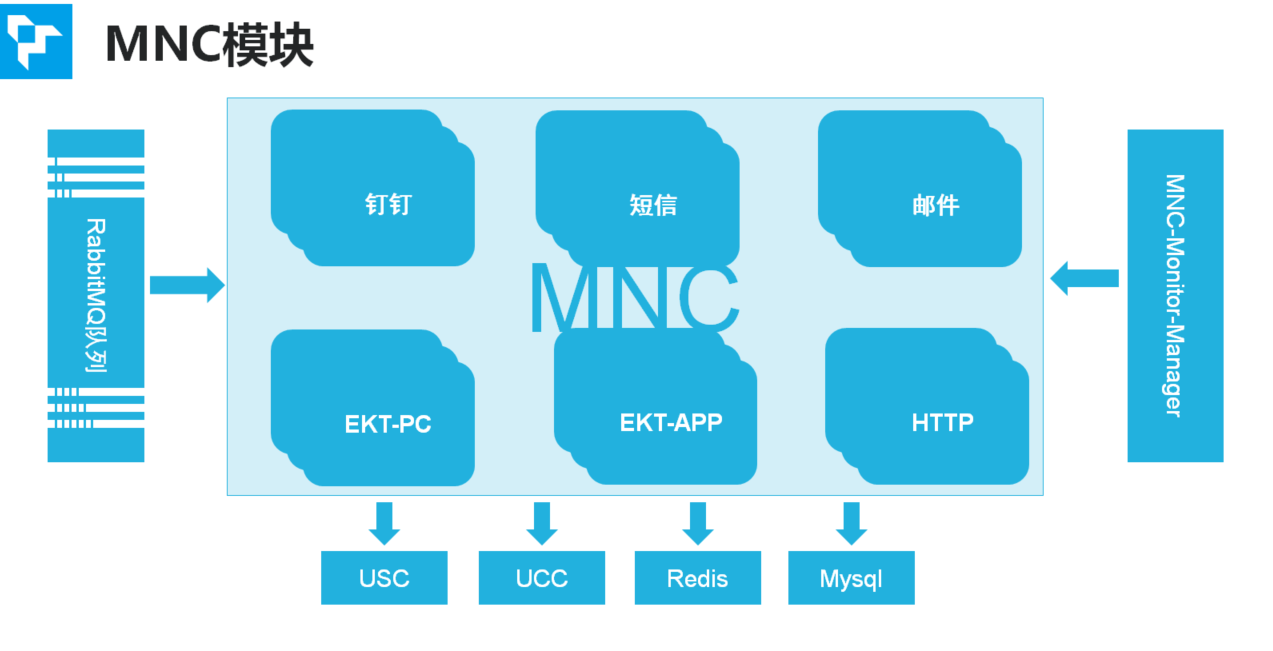 MNC模块
RabbitMQ队列
钉钉
短信
邮件
MNC
EKT-PC
EKT-APP
HTTP
MNC-Monitor-Manager
USC
UCC
Redis
Mysql